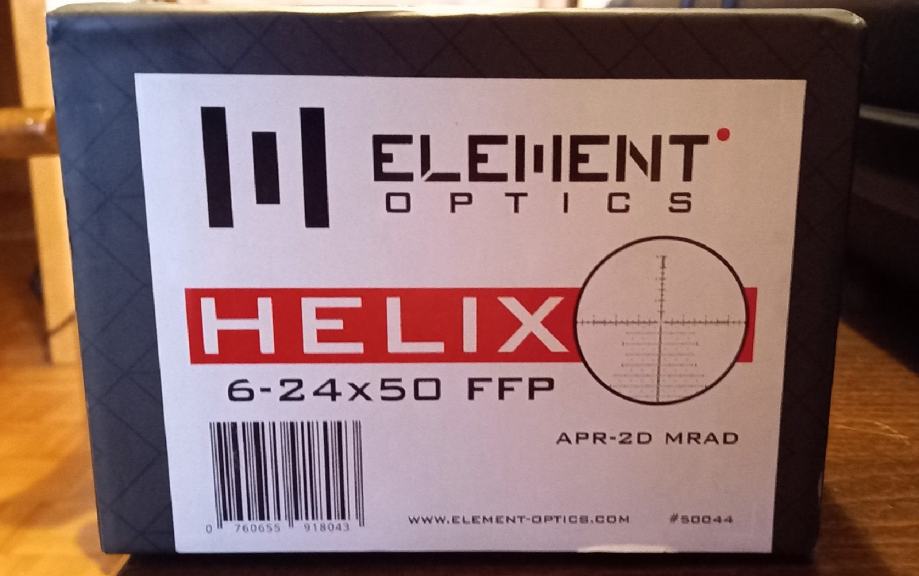 ELEMENT
OPTICS
HELIX
6-24x50 FFP
APR-2D MRAD
0 760655 918043
WWW.ELEMENT-OPTICS.COM #50044